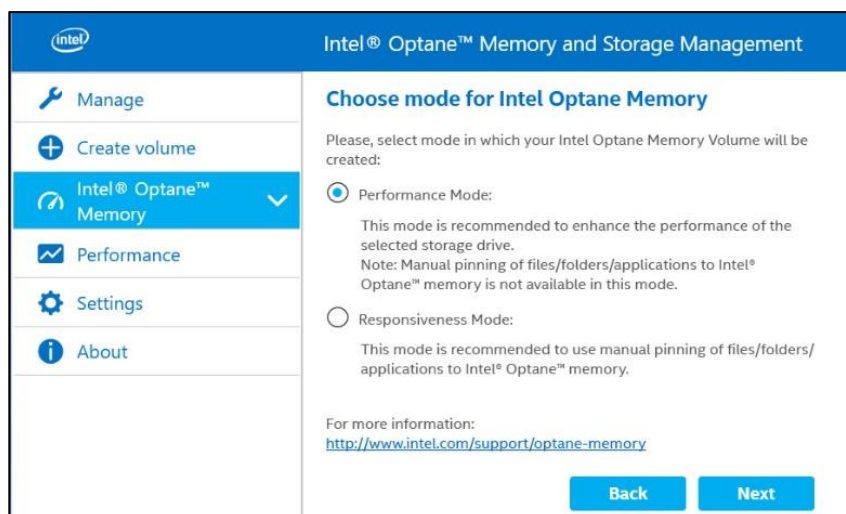 intel
Intel® Optane™ Memory and Storage Management
Manage
Create volume
Intel® Optane™
Memory
Performance
Settings
About
Choose mode for Intel Optane Memory
Please, select mode in which your Intel Optane Memory Volume will be
created:
Performance Mode:
This mode is recommended to enhance the performance of the
selected storage drive.
Note: Manual pinning of files/folders/applications to Intel®
Optane™ memory is not available in this mode.
Responsiveness Mode:
This mode is recommended to use manual pinning of files/folders/
applications to Intel® Optane™ memory.
For more information:
http://www.intel.com/support/optane-memory
Back
Next